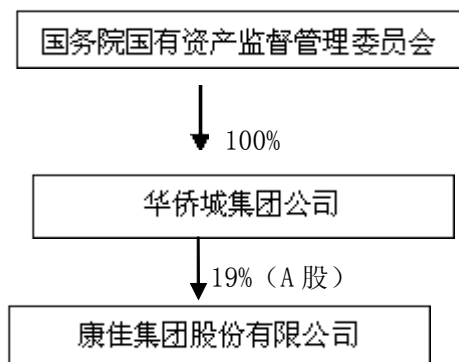 国务院国有资产监督管理委员会
100%
华侨城集团公司
19%（A 股）
康佳集团股份有限公司